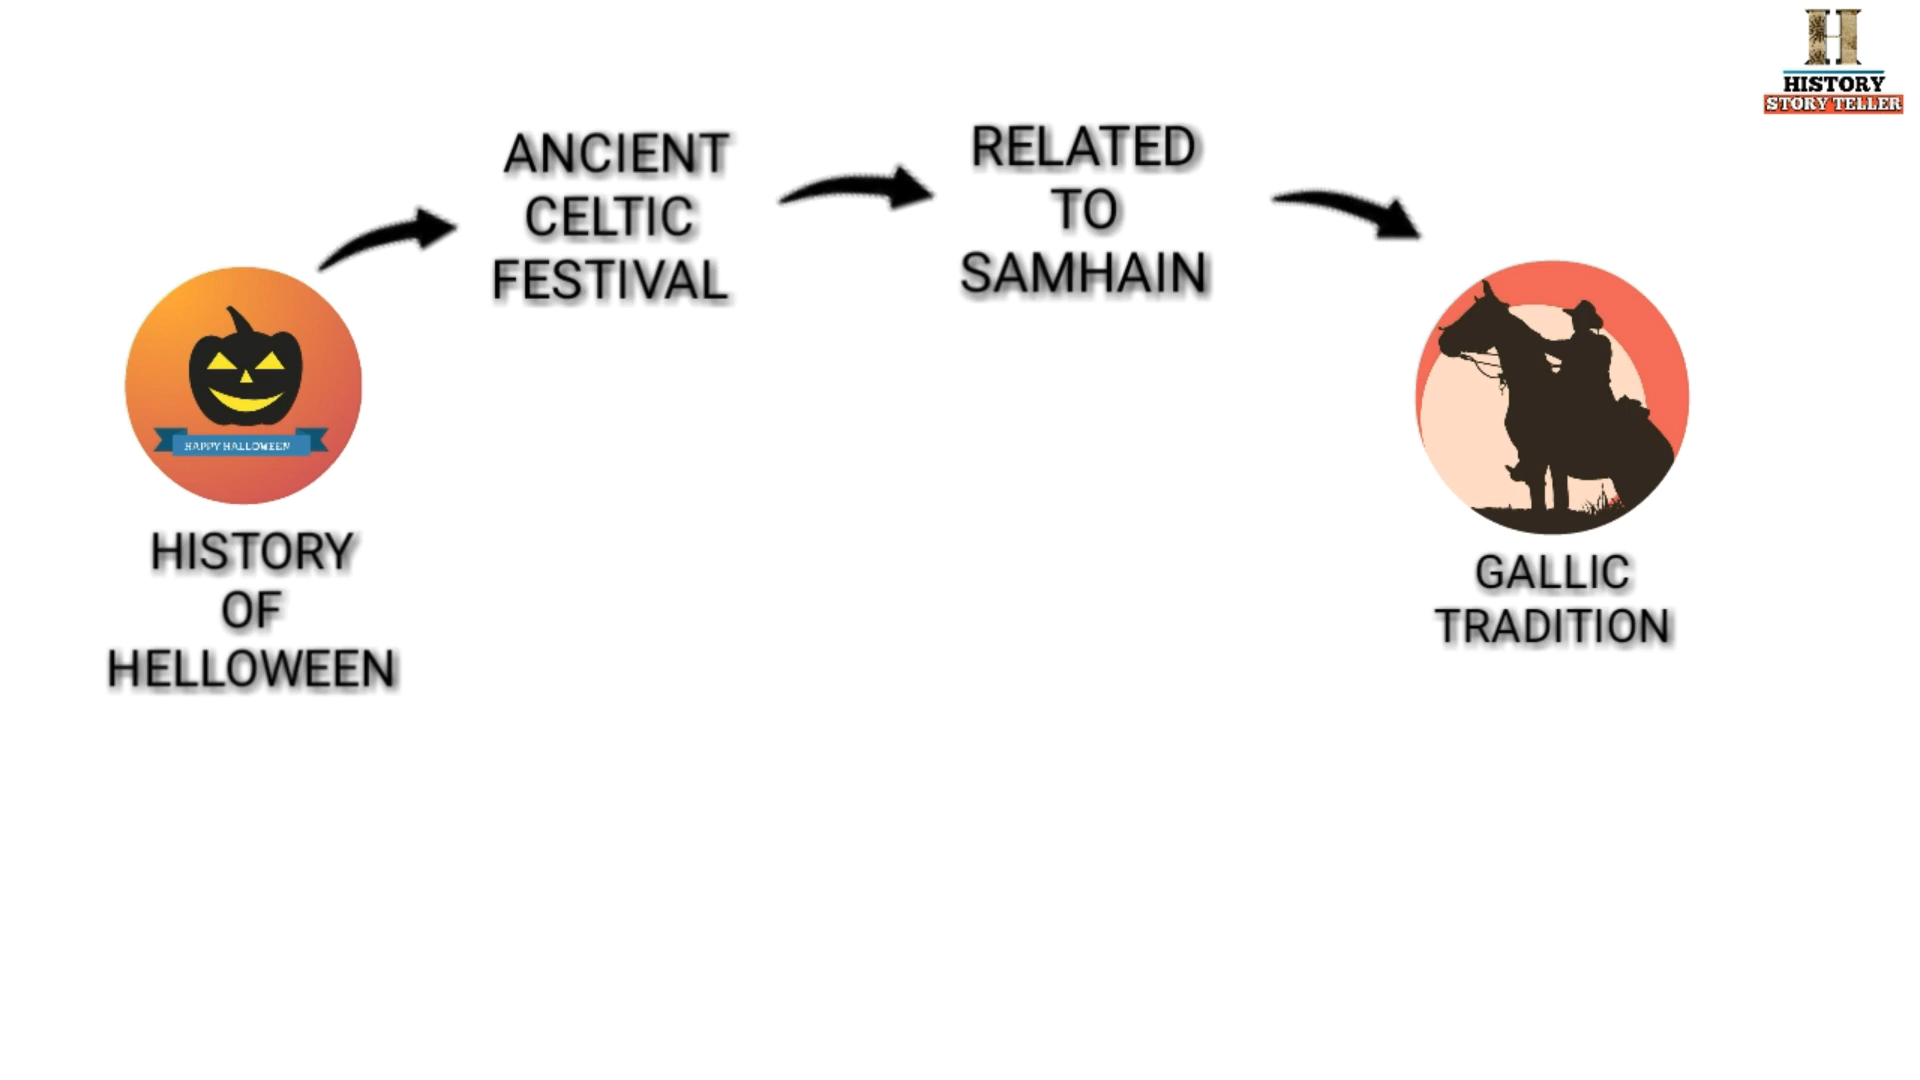 H
HISTORY
STORY TELLER
ANCIENT
CELTIC
FESTIVAL
RELATED
TO
SAMHAIN
HAPPY HALLOWEEN
HISTORY
OF
HELLOWEEN
GALLIC
TRADITION